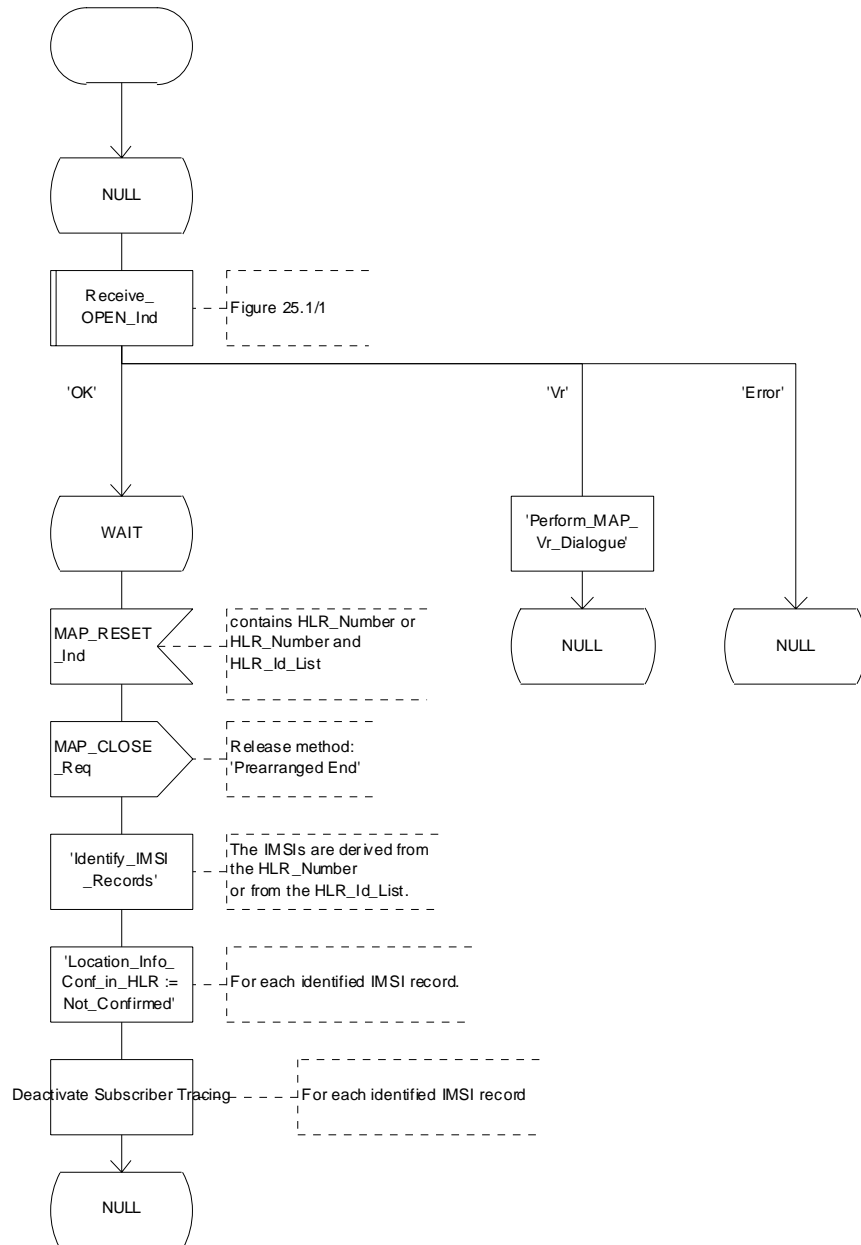 NULL
Receive_
OPEN_Ind
Figure 25.1/1
'OK'
'Vr'
'Error'
WAIT
'Perform_MAP_
Vr_Dialogue'
MAP_RESET
_Ind
contains HLR_Number or
HLR_Number and
HLR_Id_List
NULL
NULL
MAP_CLOSE
_Req
Release method:
'Prearranged End'
'Identify_IMSI
_Records'
The IMSIs are derived from
the HLR_Number
or from the HLR_Id_List.
'Location_Info_
Conf_in_HLR :=
Not_Confirmed'
For each identified IMSI record.
Deactivate Subscriber Tracing
For each identified IMSI record
NULL